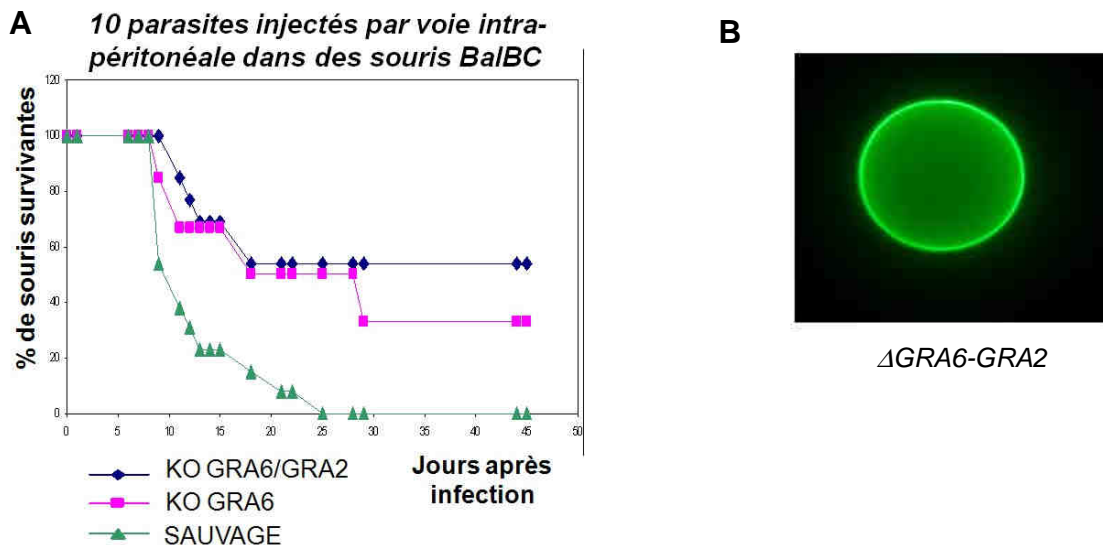 A
10 parasites injectés par voie intra-
péritonéale dans des souris BalBC
% de souris survivantes
120
100
80
60
40
20
0
0 5 10 15 20 25 30 35 40 45 50
Jours après
infection
KO GRA6/GRA2
KO GRA6
SAUVAGE
B
ΔGRA6-GRA2